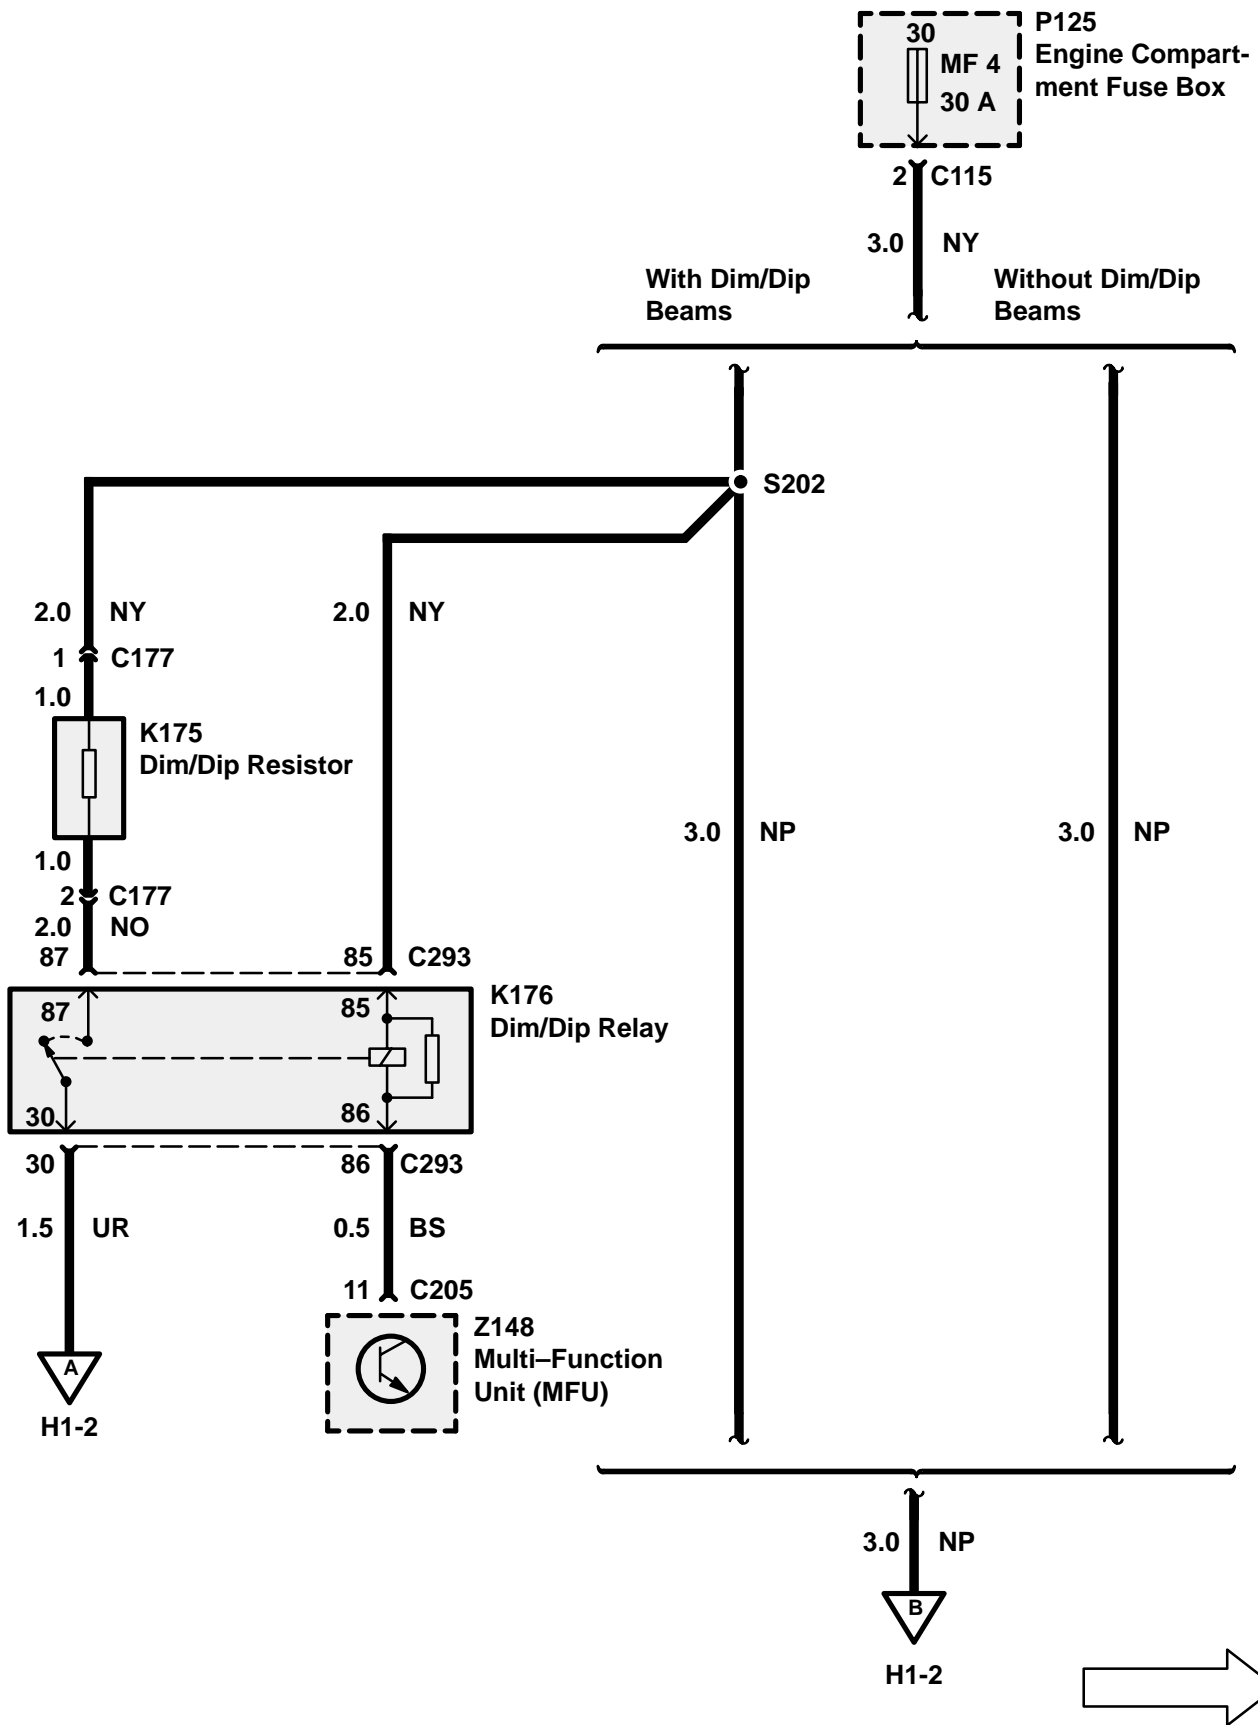 30
MF 4
30 A
P125
Engine Compart-
ment Fuse Box
2 C115
3.0 NY
With Dim/Dip
Beams
Without Dim/Dip
Beams
S202
2.0 NY
2.0 NY
1 C177
1.0
K175
Dim/Dip Resistor
3.0 NP
3.0 NP
1.0
2 C177
2.0 NO
87
85 C293
87
85
K176
Dim/Dip Relay
30
86
30
86 C293
1.5 UR
0.5 BS
11 C205
Z148
Multi–Function
Unit (MFU)
A
H1-2
3.0 NP
B
H1-2